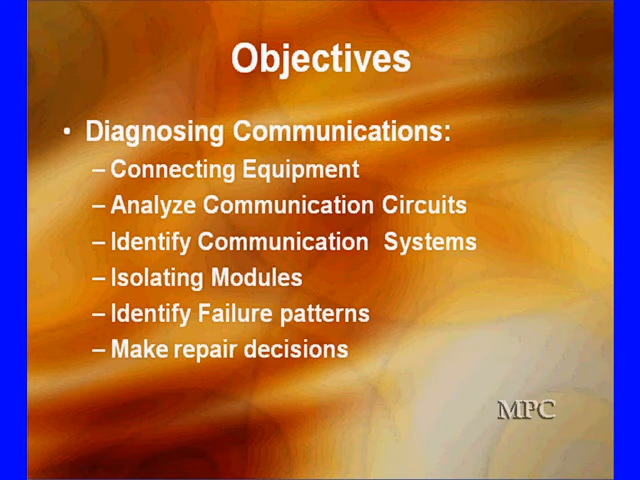 Objectives
• Diagnosing Communications:
– Connecting Equipment
– Analyze Communication Circuits
– Identify Communication Systems
– Isolating Modules
– Identify Failure patterns
– Make repair decisions
MPC